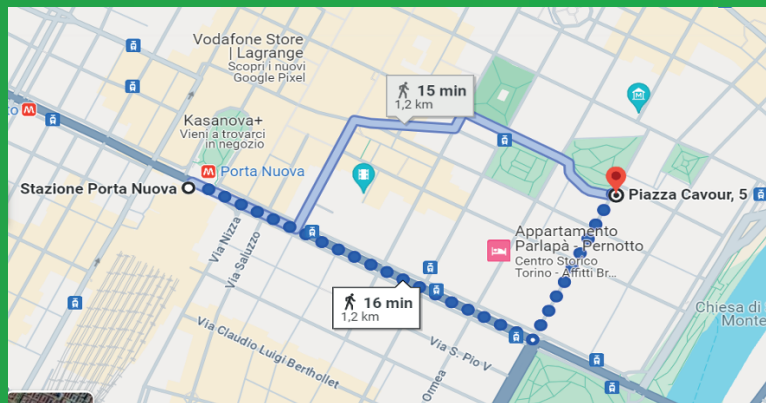 Vodafone Store
| Lagrange
Scopri i nuovi
Google Pixel
15 min
1,2 km
Kasanova+
Vieni a trovarci
in negozio
M
M
Porta Nuova
Stazione Porta Nuova
Piazza Cavour, 5
Via Nizza
Via Saluzzo
Appartamento
Parlapà - Pernotto
Centro Storico
Torino - Affitti Br...
16 min
1,2 km
Chiesa di
Monte
Via Claudio Luigi Berthollet
Via S. Pio V
Ormea